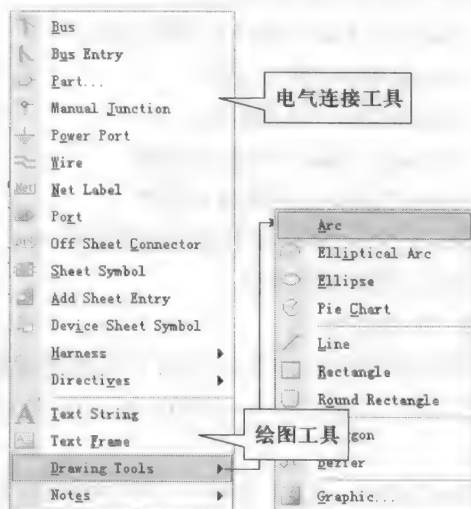 Bus
Bus Entry
Part...
Manual Junction
Power Port
Wire
Net Net Label
Port
Off Sheet Connector
Sheet Symbol
Add Sheet Entry
Device Sheet Symbol
Harness
Directives
A Text String
Text Frame
Drawing Tools
Notes
电气连接工具
绘图工具
Arc
Elliptical Arc
Ellipse
Pie Chart
Line
Rectangle
Round Rectangle
gon
Graphic...